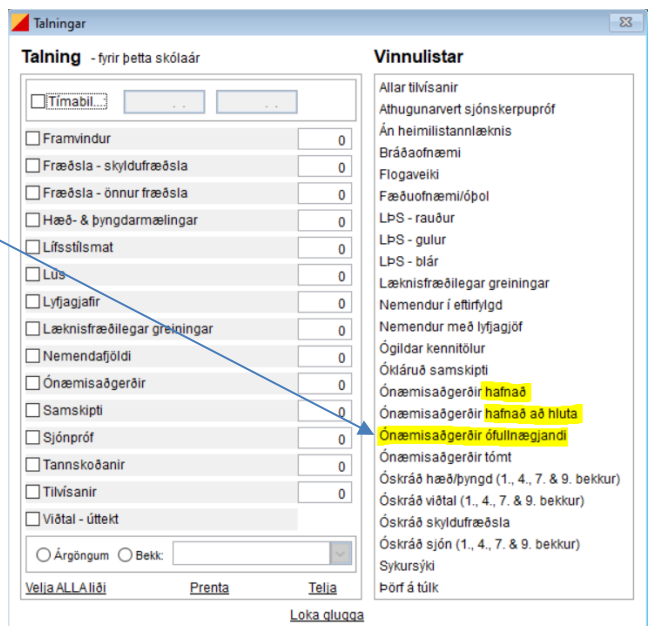 Talningar
Talning - fyrir þetta skólaár
Tímabil...:
. .
. .
Framvindur 0
Fræðsla - skyldufræðsla 0
Fræðsla - önnur fræðsla 0
Hæð- & þyngdarmælingar 0
Lífsstílsmat 0
Lús 0
Lyfjagjafir 0
Læknisfræðilegar greiningar 0
Nemendafjöldi 0
Ónæmisaðgerðir 0
Samskipti 0
Sjónpróf 0
Tannskoðanir 0
Tilvísanir 0
Viðtal - úttekt
Árgöngum Bekk:
Velja ALLA liði Prenta Telja
Vinnulistar
Allar tilvísanir
Athugunarvert sjónskerpupróf
Án heimilistannlæknis
Bráðaofnæmi
Flogaveiki
Fæðuofnæmi/óþol
LÞS - rauður
LÞS - gulur
LÞS - blár
Læknisfræðilegar greiningar
Nemendur í eftirfylgd
Nemendur með lyfjagjöf
Ógildar kennitölur
Ókláruð samskipti
Ónæmisaðgerðir hafnað
Ónæmisaðgerðir hafnað að hluta
Ónæmisaðgerðir ófullnægjandi
Ónæmisaðgerðir tómt
Óskráð hæð/þyngd (1., 4., 7. & 9. bekkur)
Óskráð viðtal (1., 4., 7. & 9. bekkur)
Óskráð skyldufræðsla
Óskráð sjón (1., 4., 7. & 9. bekkur)
Sykursýki
Þörf á túlk
Loka glugga